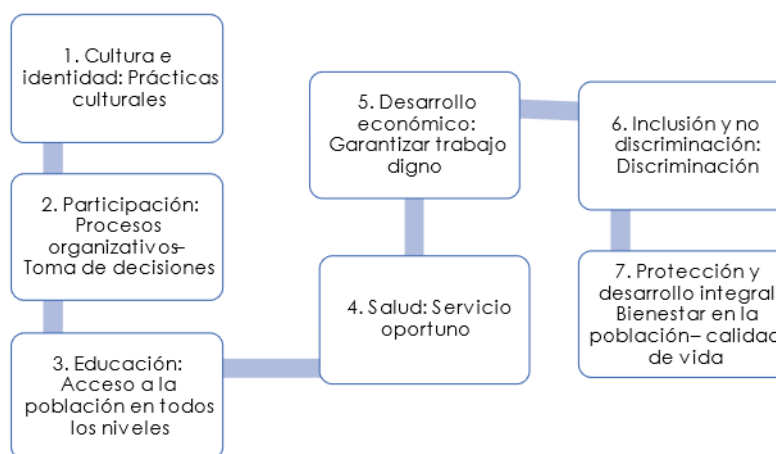 1. Cultura e
identidad: Prácticas
culturales
2. Participación:
Procesos
organizativos–
Toma de decisiones
3. Educación:
Acceso a la
población en todos
los niveles
4. Salud: Servicio
oportuno
5. Desarrollo
económico:
Garantizar trabajo
digno
6. Inclusión y no
discriminación:
Discriminación
7. Protección y
desarrollo integral
Bienestar en la
población– calidad
de vida